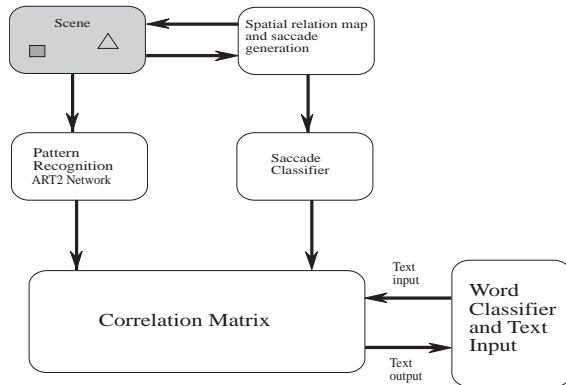 Scene
Spatial relation map
and saccade
generation
Pattern
Recognition
ART2 Network
Saccade
Classifier
Text
input
Correlation Matrix
Word
Classifier
and Text
Input
Text
output